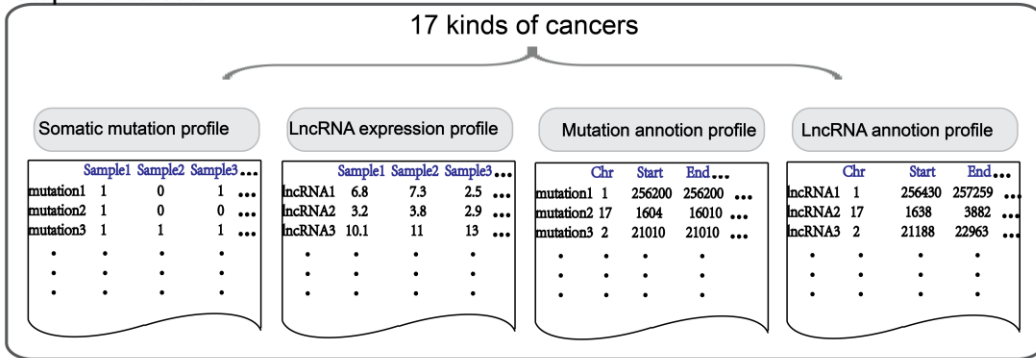 17 kinds of cancers
Somatic mutation profile
Sample1 Sample2 Sample3...
mutation1 1 0 1 ...
mutation2 1 0 0 ...
mutation3 1 1 1 ...
LncRNA expression profile
Sample1 Sample2 Sample3...
lncRNA1 6.8 7.3 2.5 ...
lncRNA2 3.2 3.8 2.9 ...
lncRNA3 10.1 11 13 ...
Mutation annotion profile
Chr Start End...
mutation1 1 256200 256200 ...
mutation2 17 1604 16010 ...
mutation3 2 21010 21010 ...
LncRNA annotion profile
Chr Start End...
lncRNA1 1 256430 257259 ...
lncRNA2 17 1638 3882 ...
lncRNA3 2 21188 22963 ...